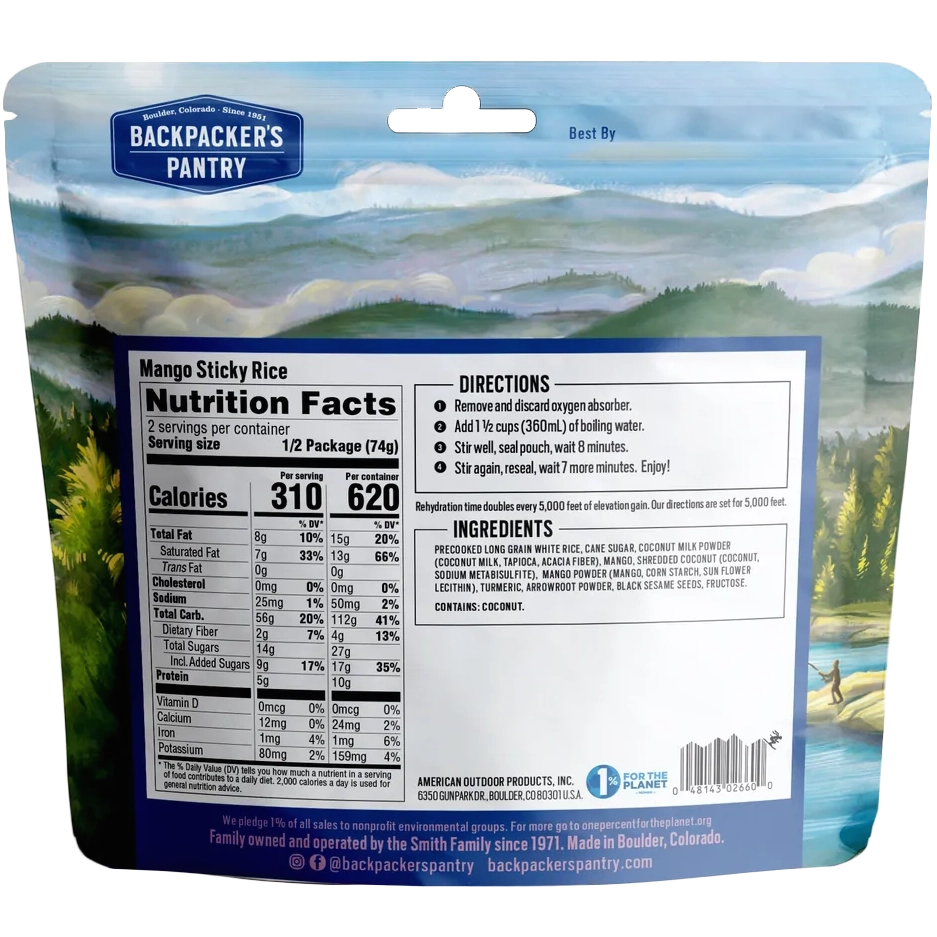 Boulder, Colorado · Since 1951
BACKPACKER'S
PANTRY
Best By
Mango Sticky Rice
Nutrition Facts
2 servings per container
Serving size 1/2 Package (74g)
Per serving Per container
Calories 310 620
% DV* % DV*
Total Fat 8g 10% 15g 20%
Saturated Fat 7g 33% 13g 66%
Trans Fat 0g 0g
Cholesterol 0mg 0% 0mg 0%
Sodium 25mg 1% 50mg 2%
Total Carb. 56g 20% 112g 41%
Dietary Fiber 2g 7% 4g 13%
Total Sugars 14g 27g
Incl. Added Sugars 9g 17% 17g 35%
Protein 5g 10g
Vitamin D 0mcg 0% 0mcg 0%
Calcium 12mg 0% 24mg 2%
Iron 1mg 4% 1mg 6%
Potassium 80mg 2% 159mg 4%
* The % Daily Value (DV) tells you how much a nutrient in a serving
of food contributes to a daily diet. 2,000 calories a day is used for
general nutrition advice.
DIRECTIONS
1 Remove and discard oxygen absorber.
2 Add 1 ½ cups (360mL) of boiling water.
3 Stir well, seal pouch, wait 8 minutes.
4 Stir again, reseal, wait 7 more minutes. Enjoy!
Rehydration time doubles every 5,000 feet of elevation gain. Our directions are set for 5,000 feet.
INGREDIENTS
PRECOOKED LONG GRAIN WHITE RICE, CANE SUGAR, COCONUT MILK POWDER
(COCONUT MILK, TAPIOCA, ACACIA FIBER), MANGO, SHREDDED COCONUT (COCONUT,
SODIUM METABISULFITE), MANGO POWDER (MANGO, CORN STARCH, SUN FLOWER
LECITHIN), TURMERIC, ARROWROOT POWDER, BLACK SESAME SEEDS, FRUCTOSE.
CONTAINS: COCONUT.
AMERICAN OUTDOOR PRODUCTS, INC.
6350 GUNPARK DR., BOULDER, CO 80301 U.S.A.
1% FOR THE
PLANET
0 48143 02660 0
We pledge 1% of all sales to nonprofit environmental groups. For more go to onepercentfortheplanet.org
Family owned and operated by the Smith Family since 1971. Made in Boulder, Colorado.
@backpackerspantry backpackerspantry.com